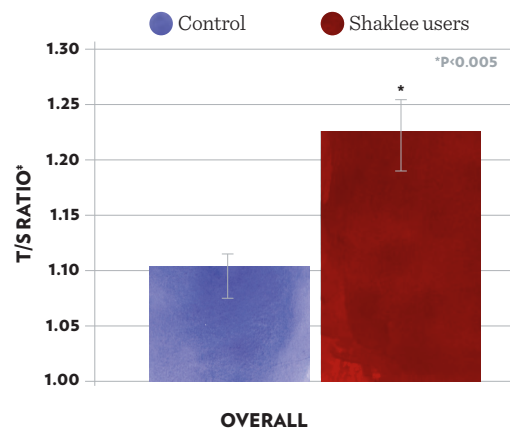 Control Shaklee users
1.30
*P<0.005
*
1.25
1.20
1.15
1.10
1.05
1.00
T/S RATIO‡
OVERALL